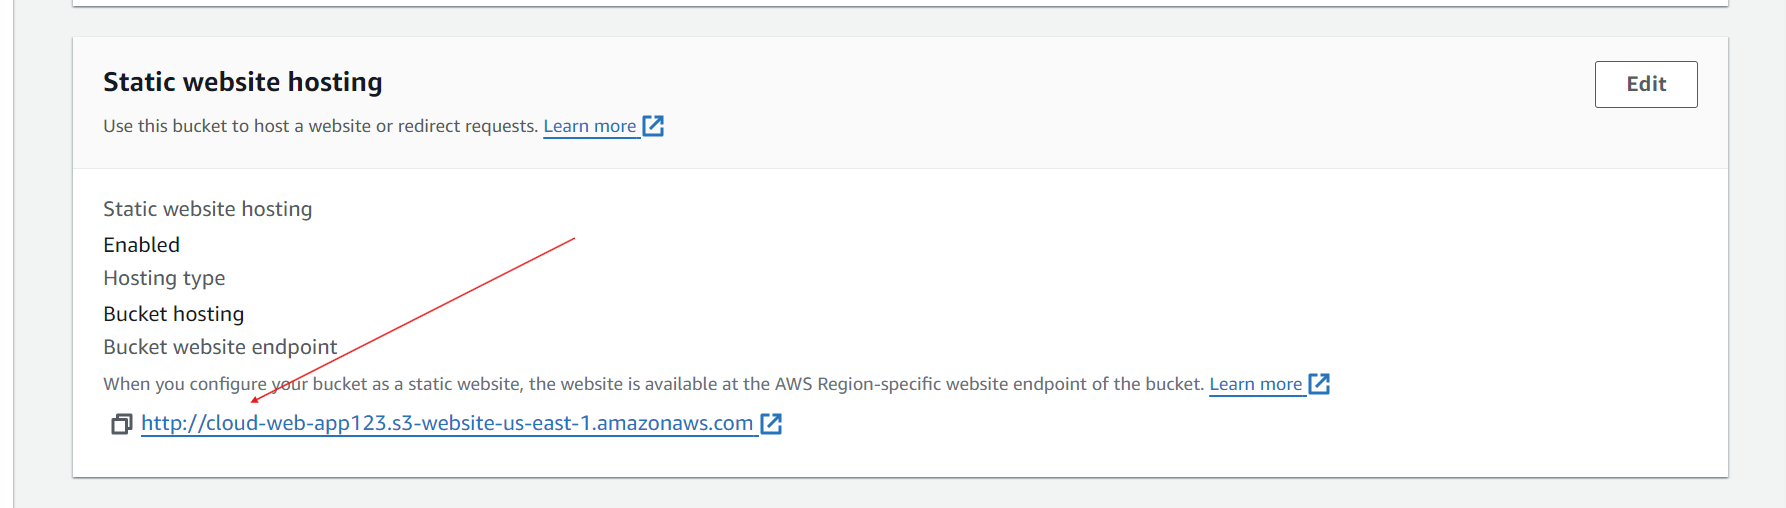 Static website hosting
Edit
Use this bucket to host a website or redirect requests. Learn more
Static website hosting
Enabled
Hosting type
Bucket hosting
Bucket website endpoint
When you configure your bucket as a static website, the website is available at the AWS Region-specific website endpoint of the bucket. Learn more
http://cloud-web-app123.s3-website-us-east-1.amazonaws.com